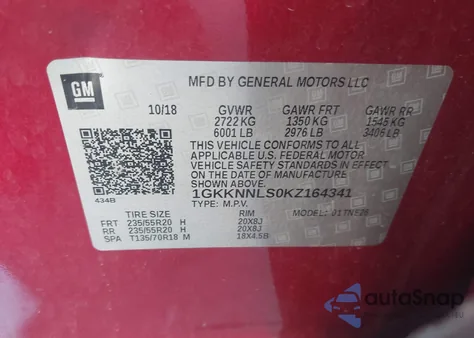 MFD BY GENERAL MOTORS LLC
GM
10/18 GVWR GAWR FRT GAWR RR
2722 KG 1350 KG 1545 KG
6001 LB 2976 LB 3406 LB
THIS VEHICLE CONFORMS TO ALL
APPLICABLE U.S. FEDERAL MOTOR
VEHICLE SAFETY STANDARDS IN EFFECT
ON THE DATE OF MANUFACTURE
SHOWN ABOVE.
1GKKNNLS0KZ164341
434B
TYPE: M.P.V.
TIRE SIZE RIM MODEL: 01TNF26
FRT 235/55R20 H 20X8J
RR 235/55R20 H 20X8J
SPA T135/70R18 M 18X4.5B
autoSnap